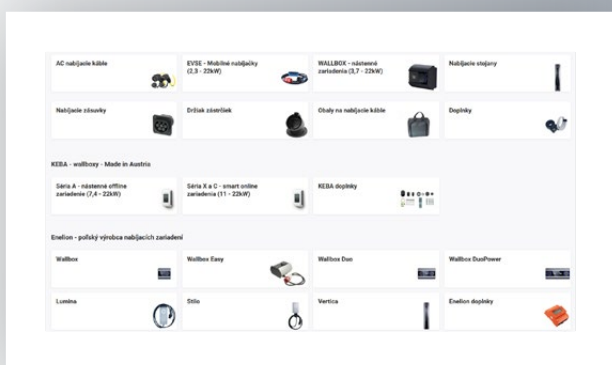 AC nabíjacie káble
EVSE - Mobilné nabíjačky
(2,3 - 22kW)
WALLBOX - nástenné
zariadenia (3,7 - 22kW)
Nabíjacie stojany
Nabíjacie zásuvky
Držiak zástrčiek
Obaly na nabíjacie káble
Doplnky
KEBA - wallboxy - Made in Austria
Séria A - nástenné offline
zariadenie (7,4 - 22kW)
Séria X a C - smart online
zariadenia (11 - 22kW)
KEBA doplnky
Enelion - poľský výrobca nabíjacích zariadení
Wallbox
Wallbox Easy
Wallbox Duo
Wallbox DuoPower
Lumina
Stilo
Vertica
Enelion doplnky